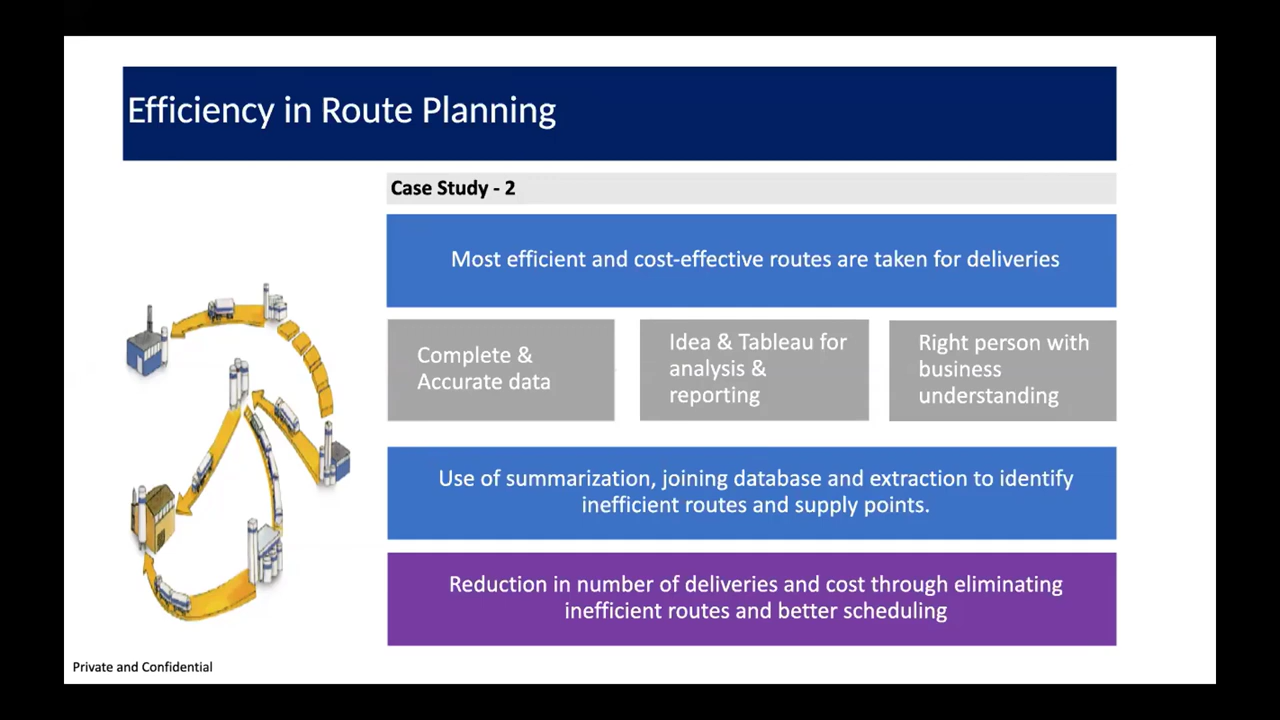 Efficiency in Route Planning
Case Study - 2
Most efficient and cost-effective routes are taken for deliveries
Complete &
Accurate data
Idea & Tableau for
analysis &
reporting
Right person with
business
understanding
Use of summarization, joining database and extraction to identify
inefficient routes and supply points.
Reduction in number of deliveries and cost through eliminating
inefficient routes and better scheduling
Private and Confidential